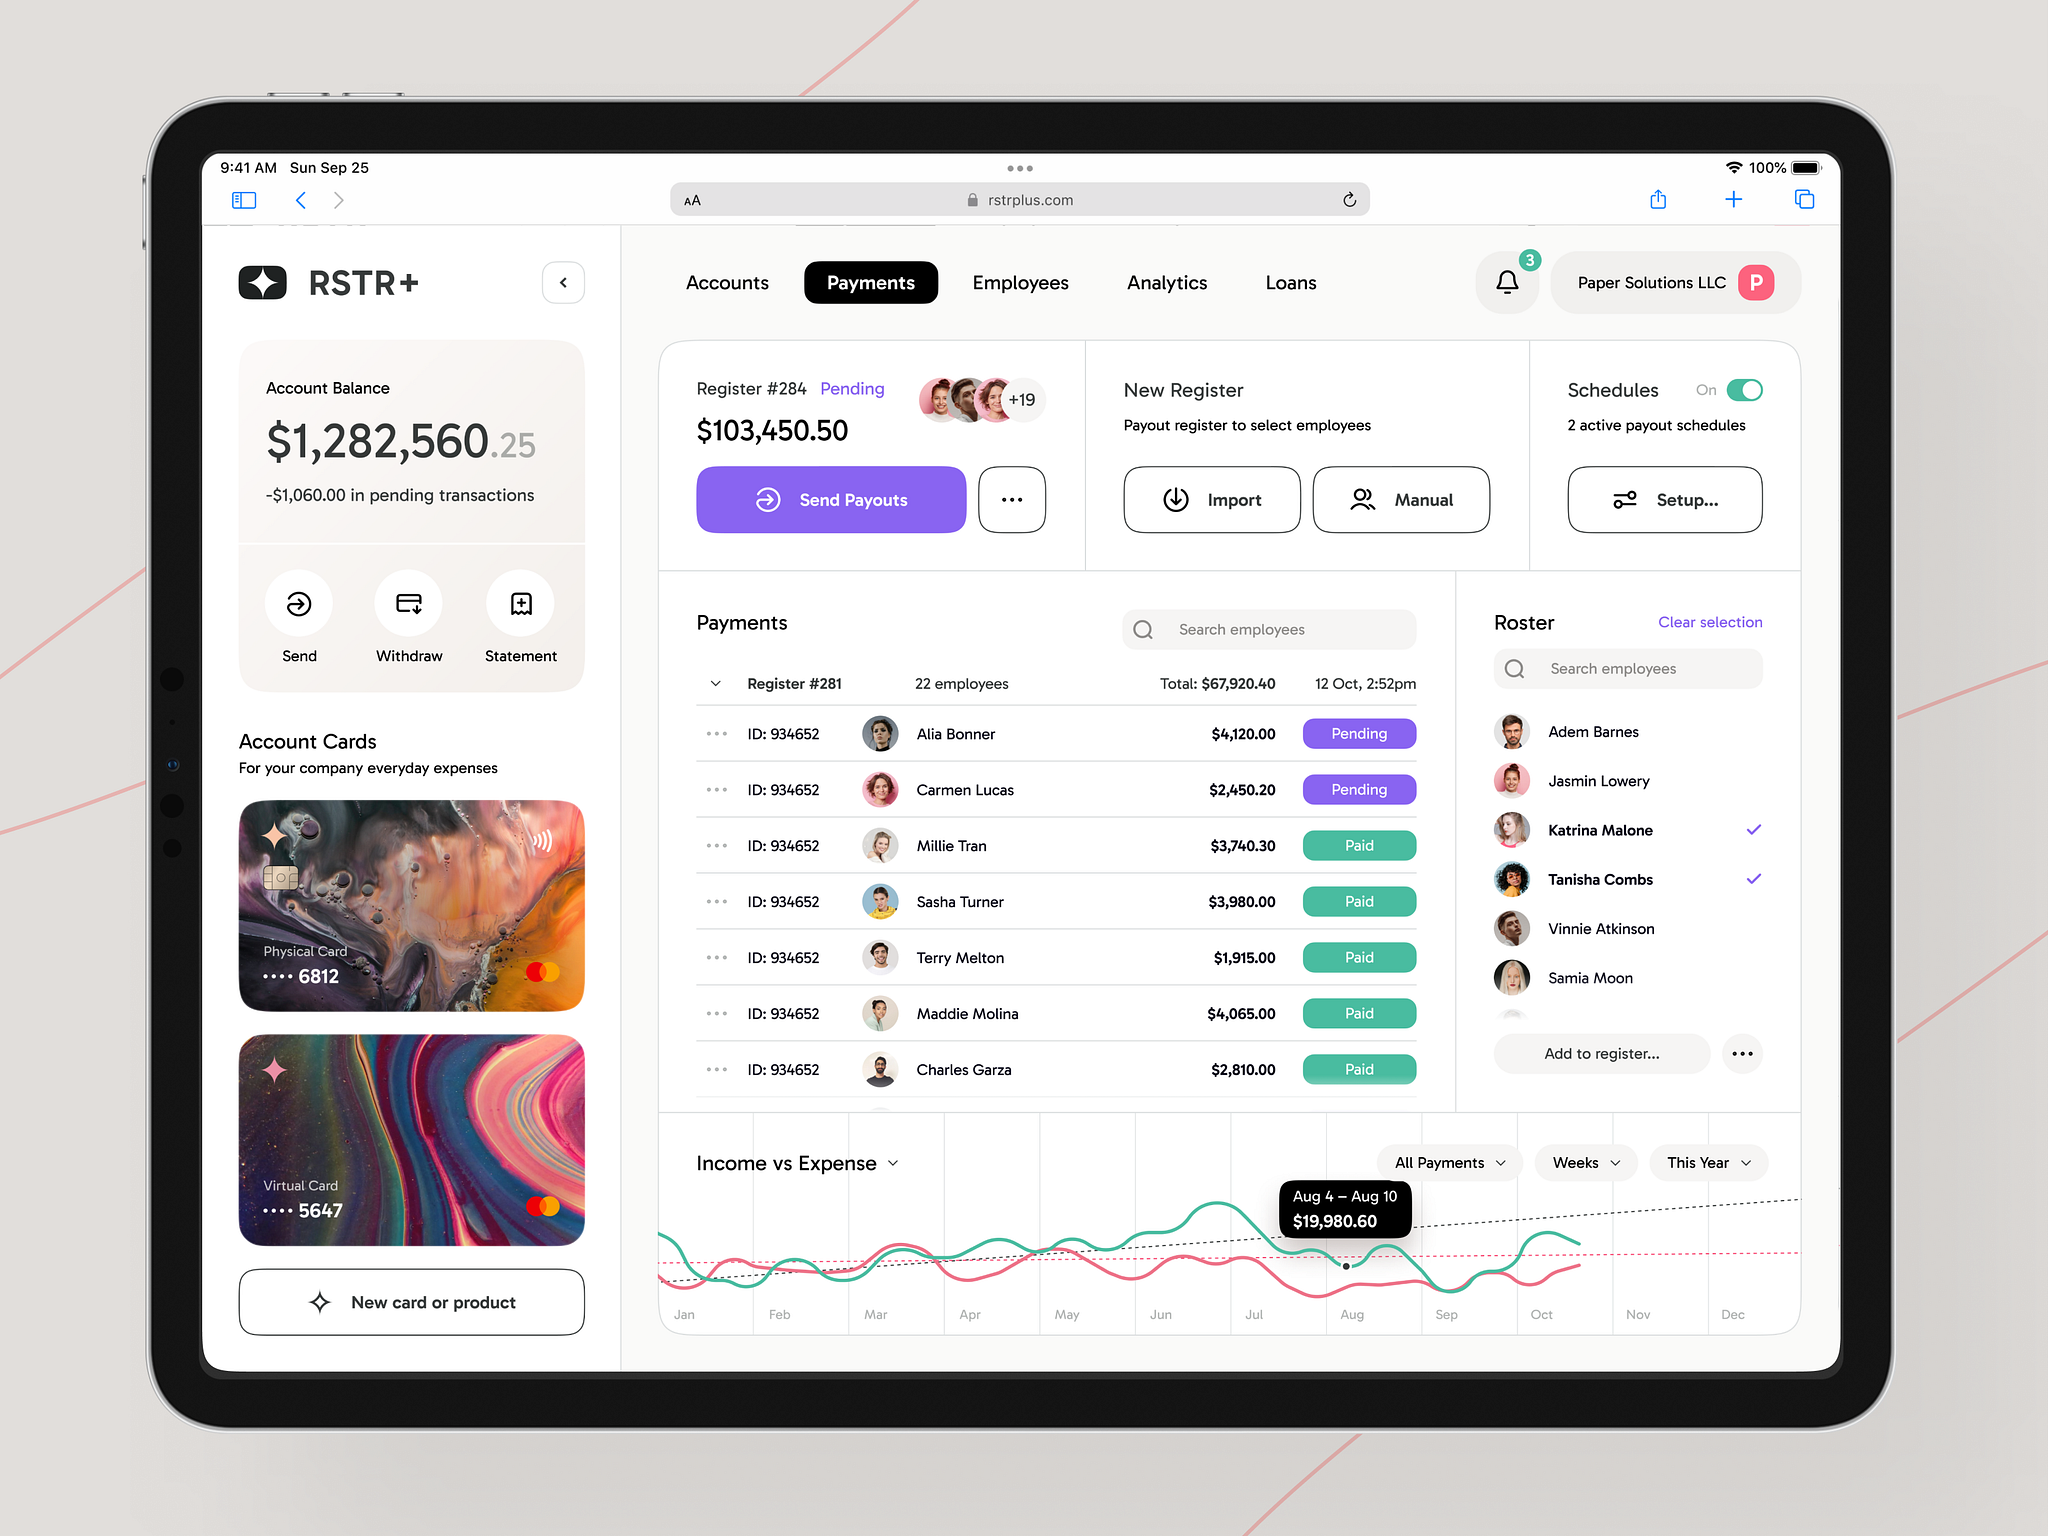 9:41 AM Sun Sep 25
100%
AA
rstrplus.com
RSTR+
Accounts
Payments
Employees
Analytics
Loans
3
Paper Solutions LLC
P
Account Balance
$1,282,560.25
-$1,060.00 in pending transactions
Send
Withdraw
Statement
Account Cards
For your company everyday expenses
Physical Card
•••• 6812
Virtual Card
•••• 5647
New card or product
Register #284 Pending
+19
$103,450.50
Send Payouts
New Register
Payout register to select employees
Import
Manual
Schedules
On
2 active payout schedules
Setup...
Payments
Search employees
Register #281 22 employees Total: $67,920.40 12 Oct, 2:52pm
ID: 934652 Alia Bonner $4,120.00 Pending
ID: 934652 Carmen Lucas $2,450.20 Pending
ID: 934652 Millie Tran $3,740.30 Paid
ID: 934652 Sasha Turner $3,980.00 Paid
ID: 934652 Terry Melton $1,915.00 Paid
ID: 934652 Maddie Molina $4,065.00 Paid
ID: 934652 Charles Garza $2,810.00 Paid
Roster
Clear selection
Search employees
Adem Barnes
Jasmin Lowery
Katrina Malone
Tanisha Combs
Vinnie Atkinson
Samia Moon
Add to register...
Income vs Expense
All Payments
Weeks
This Year
Aug 4 – Aug 10
$19,980.60
Jan Feb Mar Apr May Jun Jul Aug Sep Oct Nov Dec